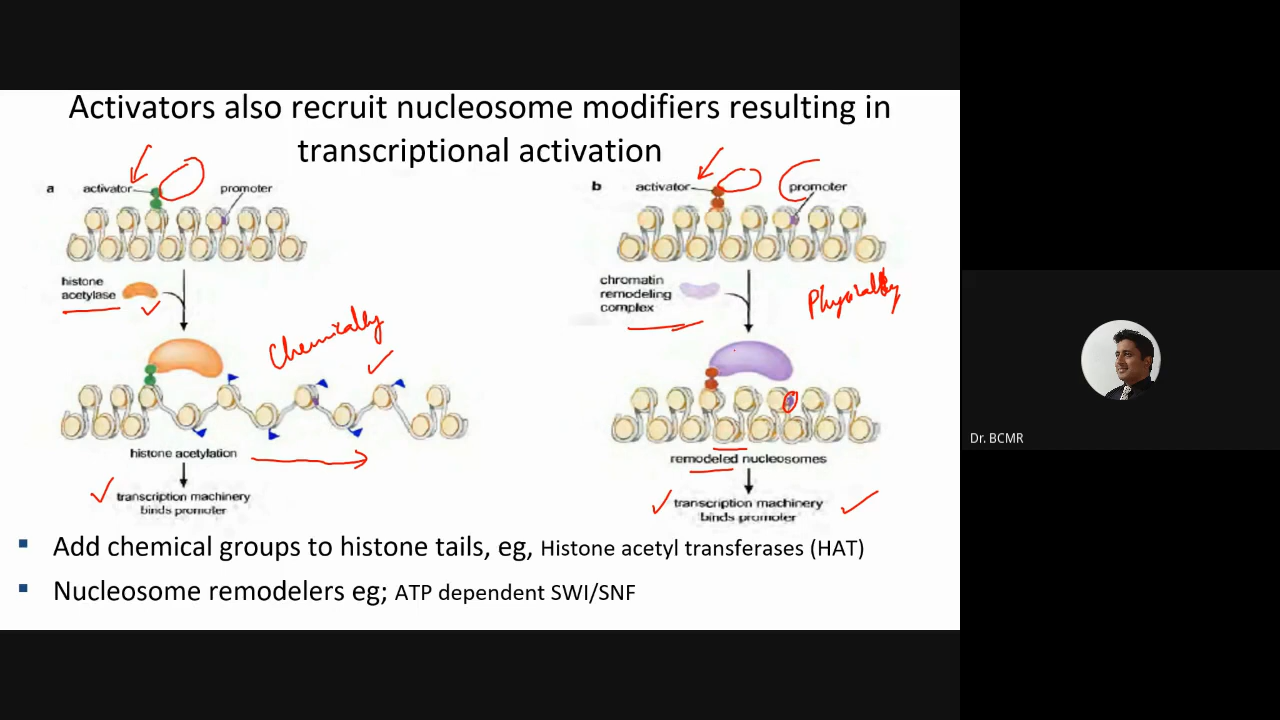 Activators also recruit nucleosome modifiers resulting in
transcriptional activation
a
activator
promoter
histone
acetylase
Chemically
histone acetylation
transcription machinery
binds promoter
b
activator
promoter
chromatin
remodeling
complex
Physically
remodeled nucleosomes
transcription machinery
binds promoter
▪ Add chemical groups to histone tails, eg, Histone acetyl transferases (HAT)
▪ Nucleosome remodelers eg; ATP dependent SWI/SNF
Dr. BCMR